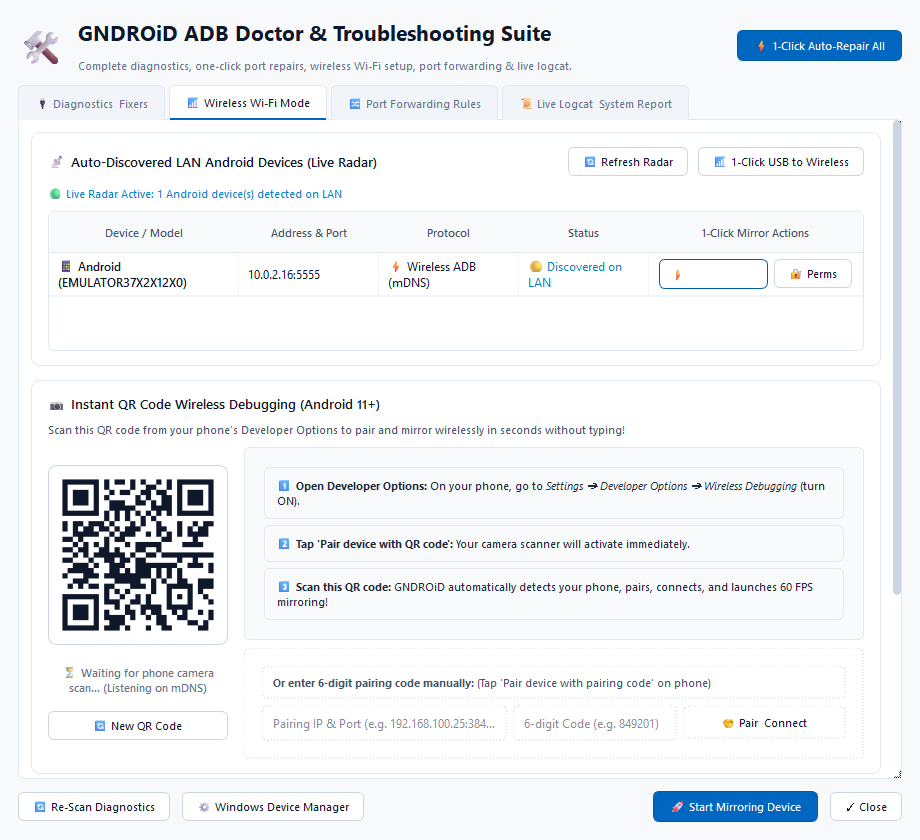 GNDROiD ADB Doctor & Troubleshooting Suite
Complete diagnostics, one-click port repairs, wireless Wi-Fi setup, port forwarding & live logcat.
1-Click Auto-Repair All
Diagnostics Fixers
Wireless Wi-Fi Mode
Port Forwarding Rules
Live Logcat System Report
Auto-Discovered LAN Android Devices (Live Radar)
Refresh Radar
1-Click USB to Wireless
Live Radar Active: 1 Android device(s) detected on LAN
Device / Model
Address & Port
Protocol
Status
1-Click Mirror Actions
Android
(EMULATOR37X2X12X0)
10.0.2.16:5555
Wireless ADB
(mDNS)
Discovered on
LAN
Perms
Instant QR Code Wireless Debugging (Android 11+)
Scan this QR code from your phone's Developer Options to pair and mirror wirelessly in seconds without typing!
1 Open Developer Options: On your phone, go to Settings ➔ Developer Options ➔ Wireless Debugging (turn
ON).
2 Tap 'Pair device with QR code': Your camera scanner will activate immediately.
3 Scan this QR code: GNDROiD automatically detects your phone, pairs, connects, and launches 60 FPS
mirroring!
Waiting for phone camera
scan... (Listening on mDNS)
New QR Code
Or enter 6-digit pairing code manually: (Tap 'Pair device with pairing code' on phone)
Pairing IP & Port (e.g. 192.168.100.25:384...
6-digit Code (e.g. 849201)
Pair Connect
Re-Scan Diagnostics
Windows Device Manager
Start Mirroring Device
✓ Close